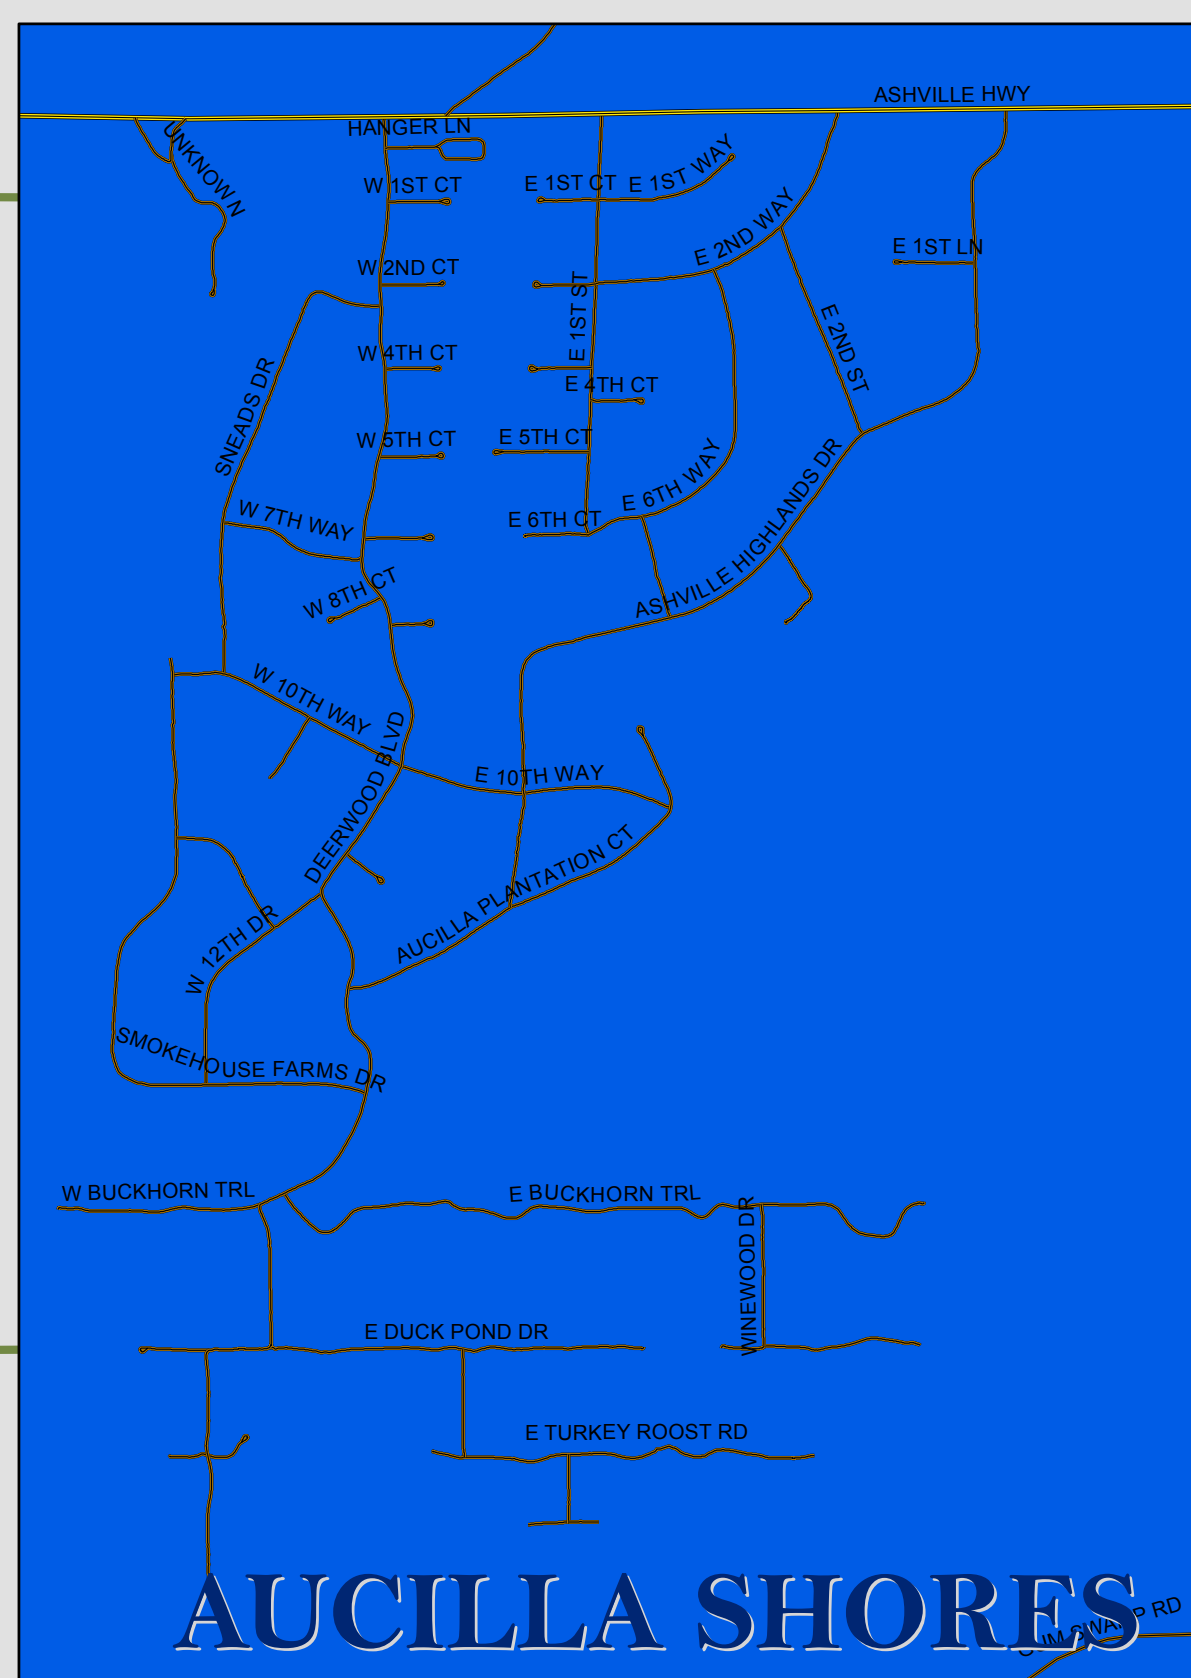 ASHVILLE HWY
HANGER LN
UNKNOWN
W 1ST CT
E 1ST CT
E 1ST WAY
E 2ND WAY
E 1ST LN
W 2ND CT
E 1ST ST
E 2ND ST
W 4TH CT
E 4TH CT
SNEADS DR
W 5TH CT
E 5TH CT
E 6TH WAY
W 7TH WAY
E 6TH CT
ASHVILLE HIGHLANDS DR
W 8TH CT
W 10TH WAY
DEERWOOD BLVD
E 10TH WAY
AUCILLA PLANTATION CT
W 12TH DR
SMOKEHOUSE FARMS DR
W BUCKHORN TRL
E BUCKHORN TRL
WINEWOOD DR
E DUCK POND DR
E TURKEY ROOST RD
AUCILLA SHORES
GUM SWAMP RD